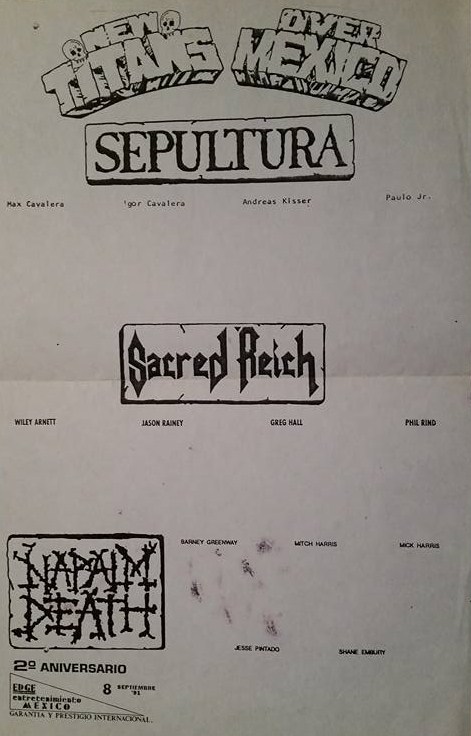 NEW TITANS OVER MEXICO
SEPULTURA
Max Cavalera 'gor Cavalera Andreas Kisser Paulo Jr.
Sacred Reich
WILEY ARNETT JASON RAINEY GREG HALL PHIL RIND
NAPALM DEATH
BARNEY GREENWAY MITCH HARRIS MICK HARRIS
JESSE PINTADO SHANE EMBURY
2º ANIVERSARIO
EDGE
entretenimiento
MEXICO
8 SEPTIEMBRE '91
GARANTIA Y PRESTIGIO INTERNACIONAL.